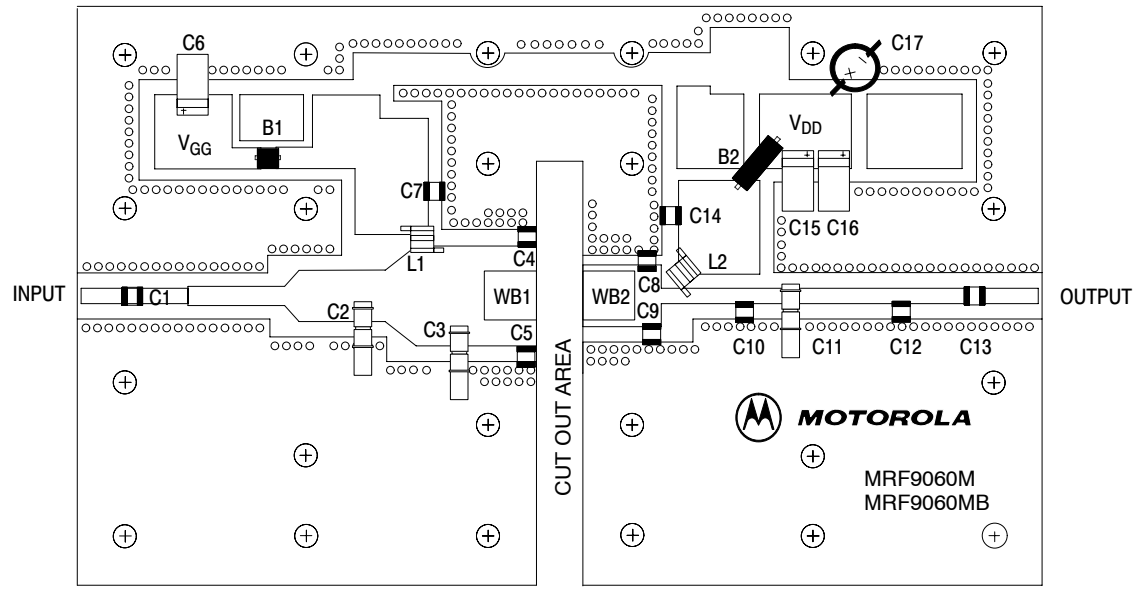 C6
C17
B1
VGG
VDD
B2
C7
C14
C15 C16
C4
L1
L2
C8
INPUT
C1
WB1
WB2
OUTPUT
C2
C3
C9
C5
C10
C11
C12
C13
CUT OUT AREA
MOTOROLA
MRF9060M
MRF9060MB